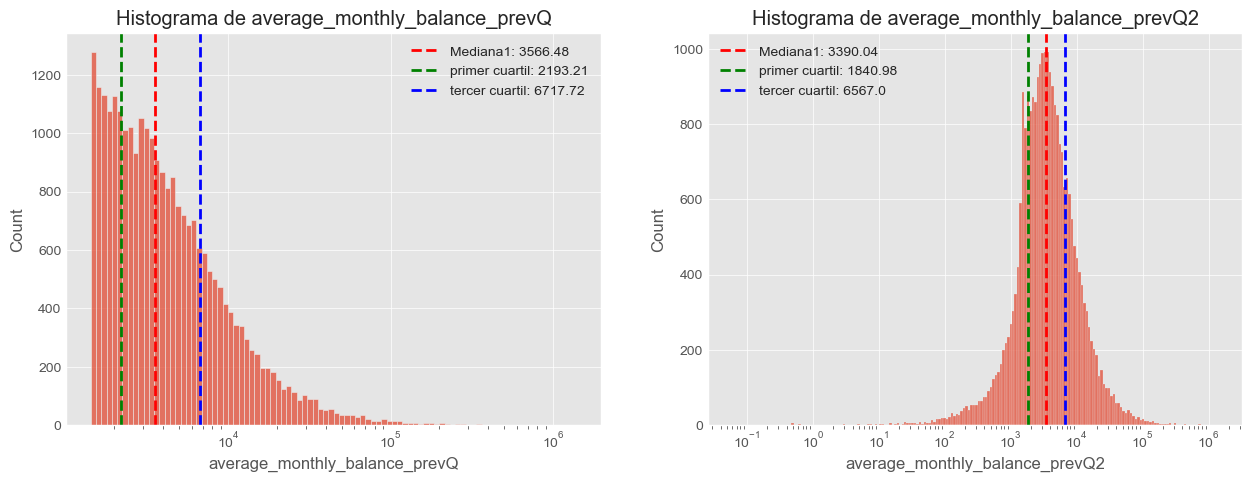 Histograma de average_monthly_balance_prevQ
Mediana1: 3566.48
primer cuartil: 2193.21
tercer cuartil: 6717.72
Count
1200
1000
800
600
400
200
0
10⁴
10⁵
10⁶
average_monthly_balance_prevQ
Histograma de average_monthly_balance_prevQ2
Mediana1: 3390.04
primer cuartil: 1840.98
tercer cuartil: 6567.0
Count
1000
800
600
400
200
0
10⁻¹
10⁰
10¹
10²
10³
10⁴
10⁵
10⁶
average_monthly_balance_prevQ2